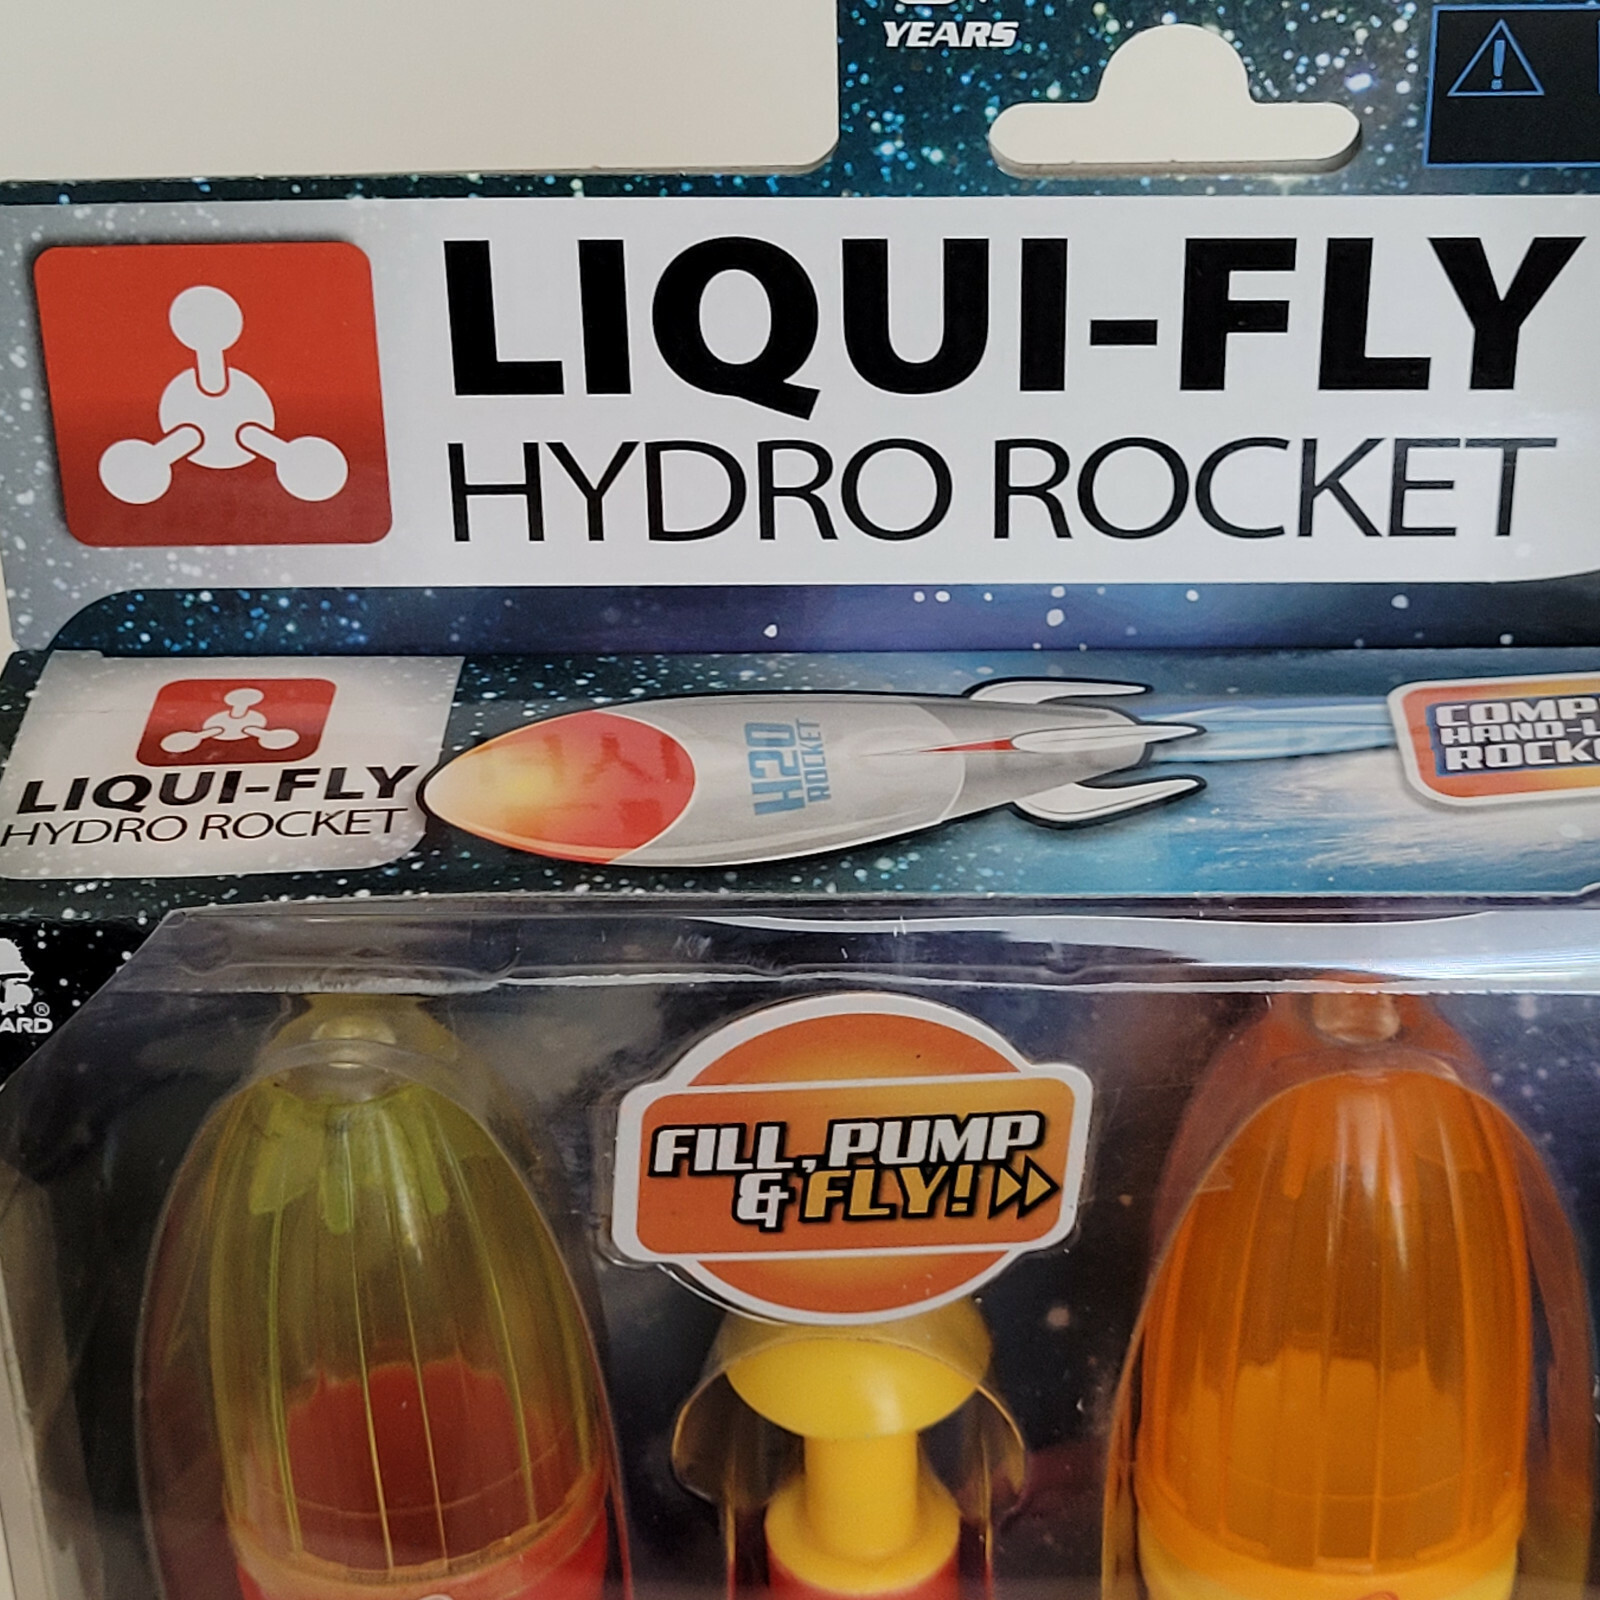 YEARS
LIQUI-FLY
HYDRO ROCKET
LIQUI-FLY
HYDRO ROCKET
H2O
ROCKET
FILL, PUMP
& FLY!